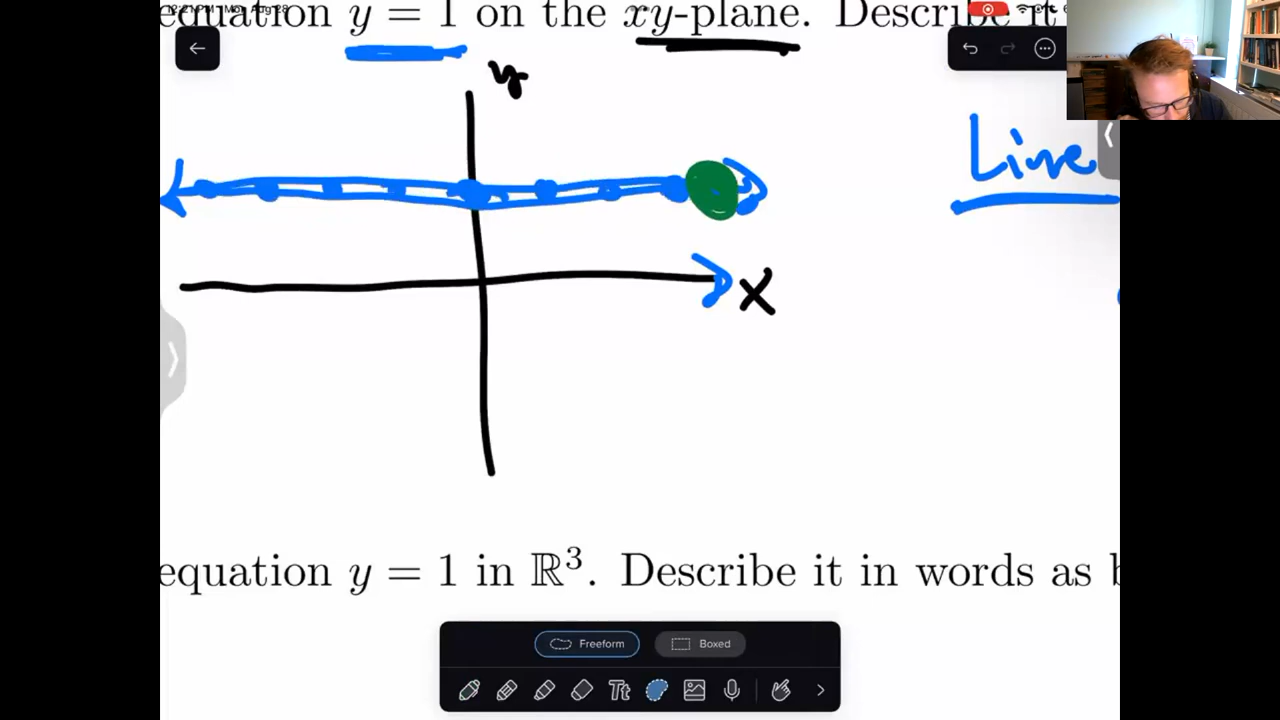 equation y = 1 on the xy-plane. Describe it
y
Line
x
equation y = 1 in ℝ³. Describe it in words as
Freeform Boxed
Tt